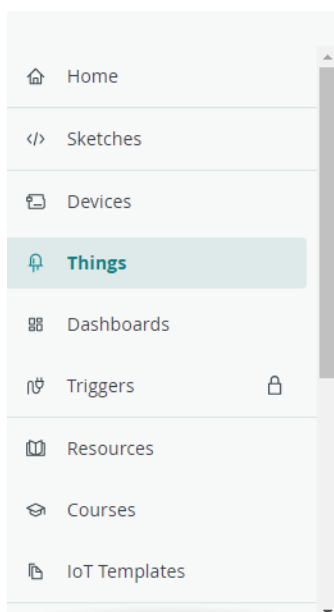 Home
Sketches
Devices
Things
Dashboards
Triggers
Resources
Courses
IoT Templates